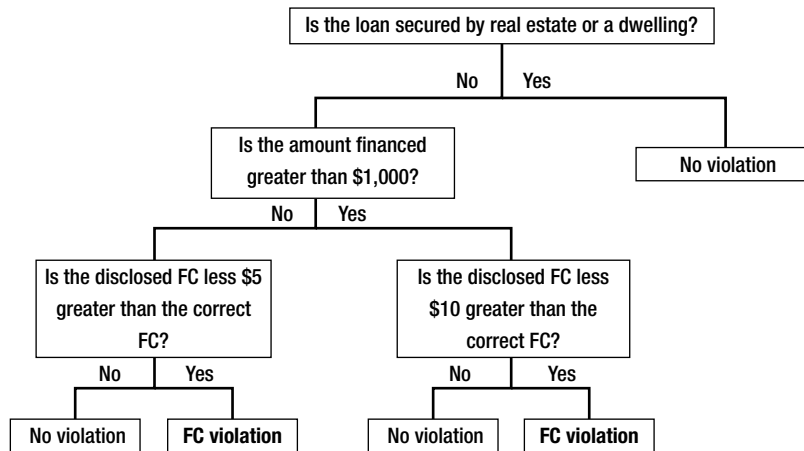 Is the loan secured by real estate or a dwelling?
No Yes
Is the amount financed
greater than $1,000?
No violation
No Yes
Is the disclosed FC less $5
greater than the correct
FC?
Is the disclosed FC less
$10 greater than the
correct FC?
No Yes
No Yes
No violation
FC violation
No violation
FC violation